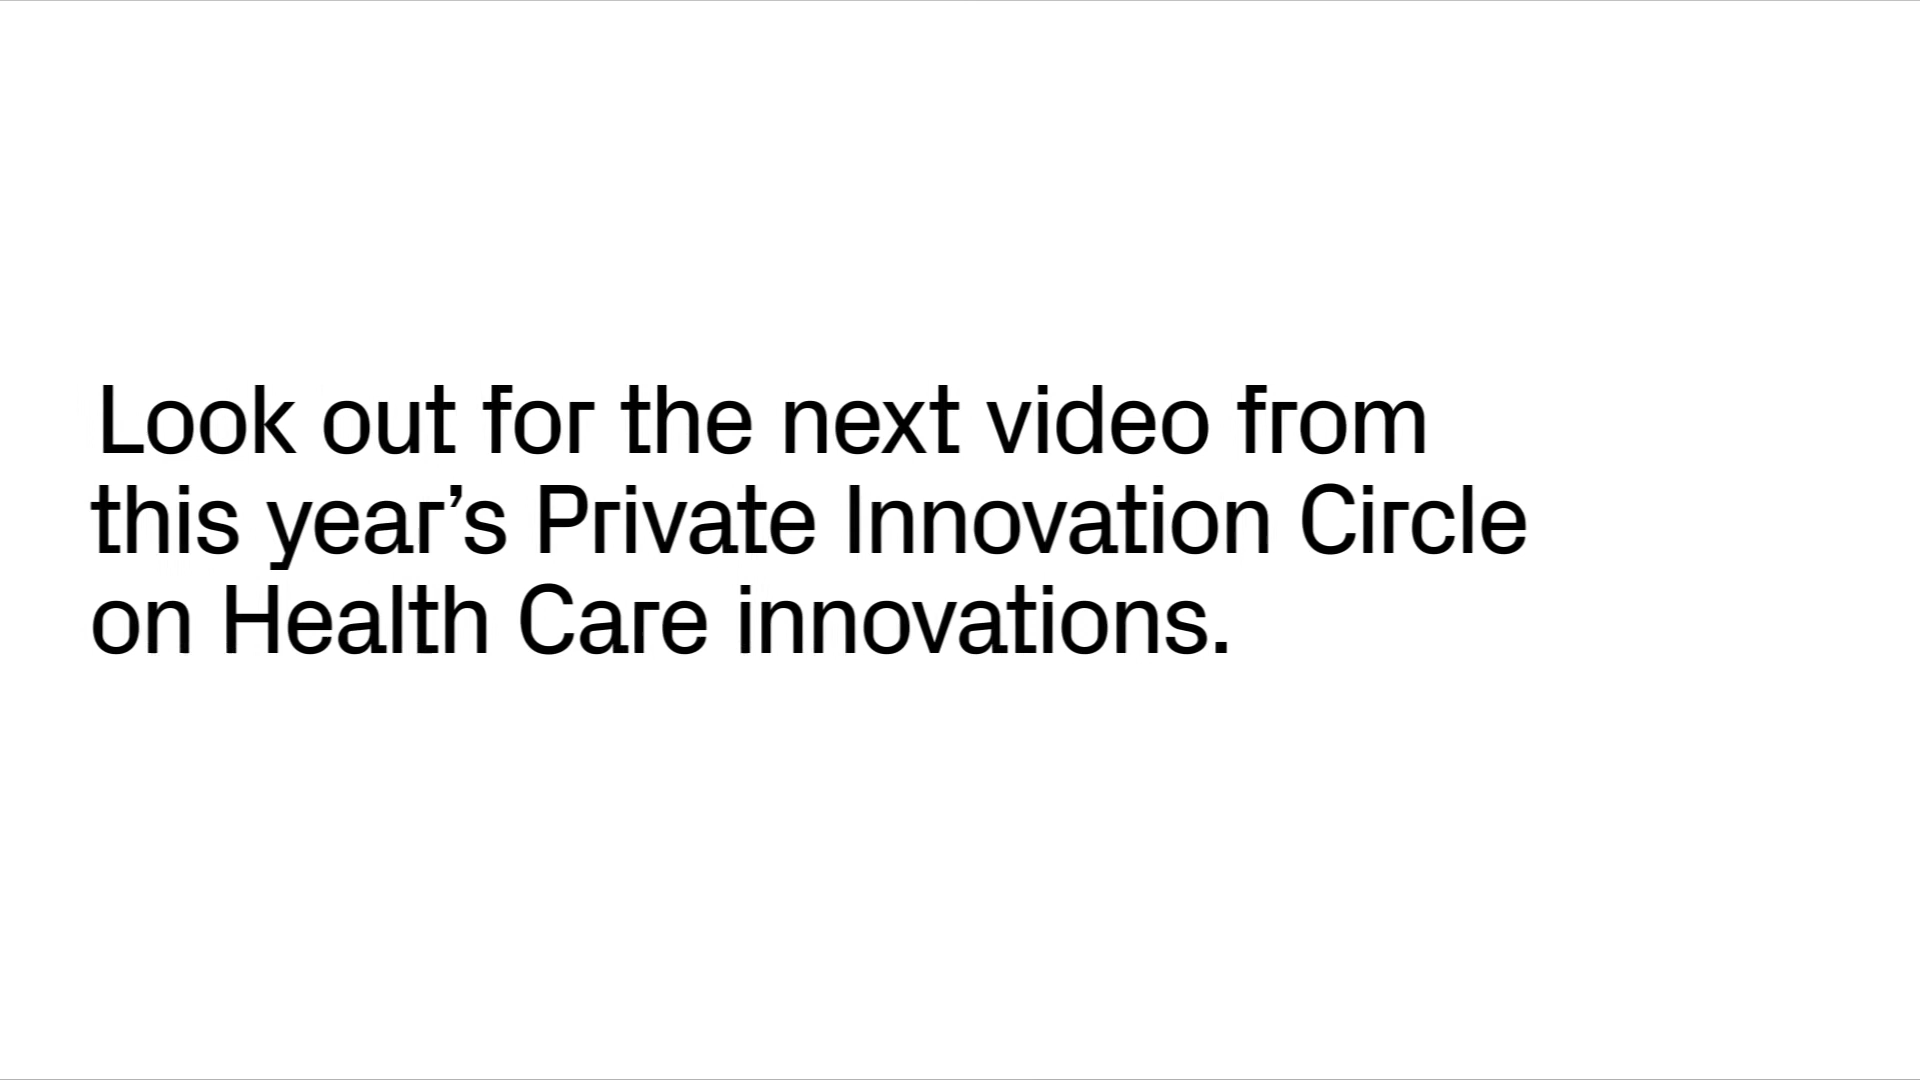 Look out for the next video from
this year’s Private Innovation Circle
on Health Care innovations.